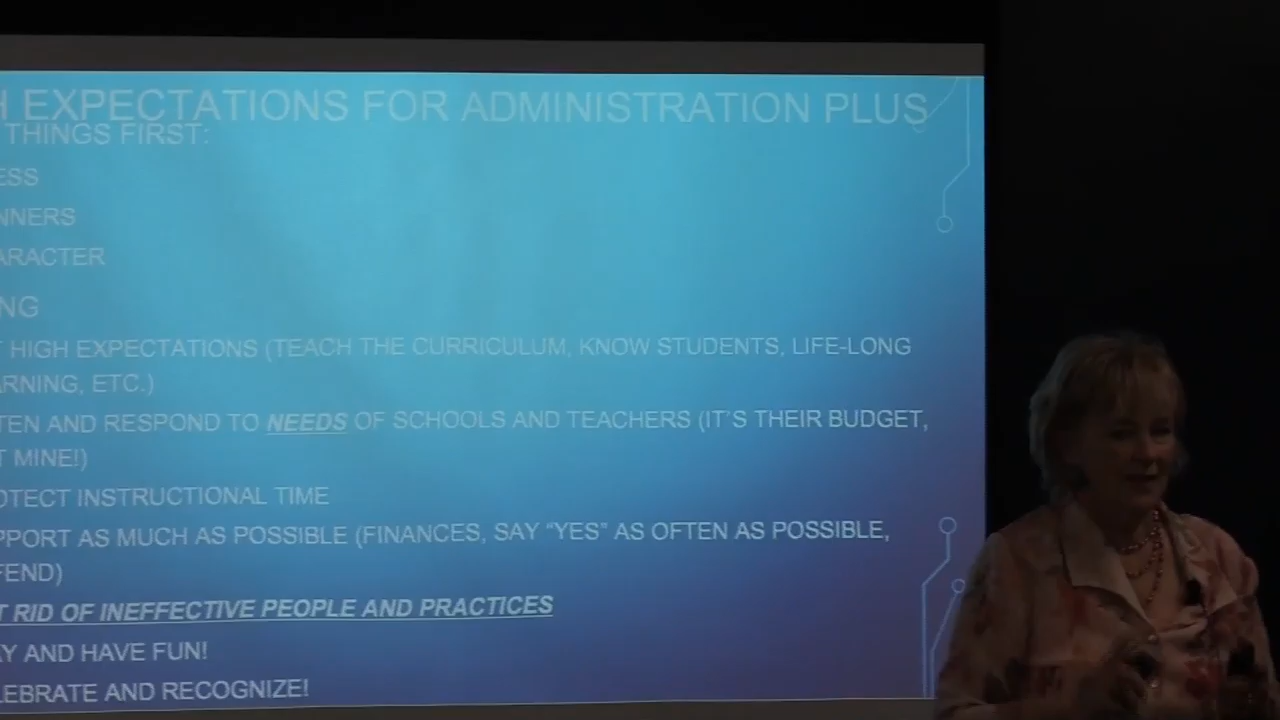 H EXPECTATIONS FOR ADMINISTRATION PLUS
THINGS FIRST:
ESS
NNERS
ARACTER
NG
T HIGH EXPECTATIONS (TEACH THE CURRICULUM, KNOW STUDENTS, LIFE-LONG
ARNING, ETC.)
TEN AND RESPOND TO NEEDS OF SCHOOLS AND TEACHERS (IT'S THEIR BUDGET,
T MINE!)
OTECT INSTRUCTIONAL TIME
PPORT AS MUCH AS POSSIBLE (FINANCES, SAY “YES” AS OFTEN AS POSSIBLE,
FEND)
T RID OF INEFFECTIVE PEOPLE AND PRACTICES
AY AND HAVE FUN!
LEBRATE AND RECOGNIZE!